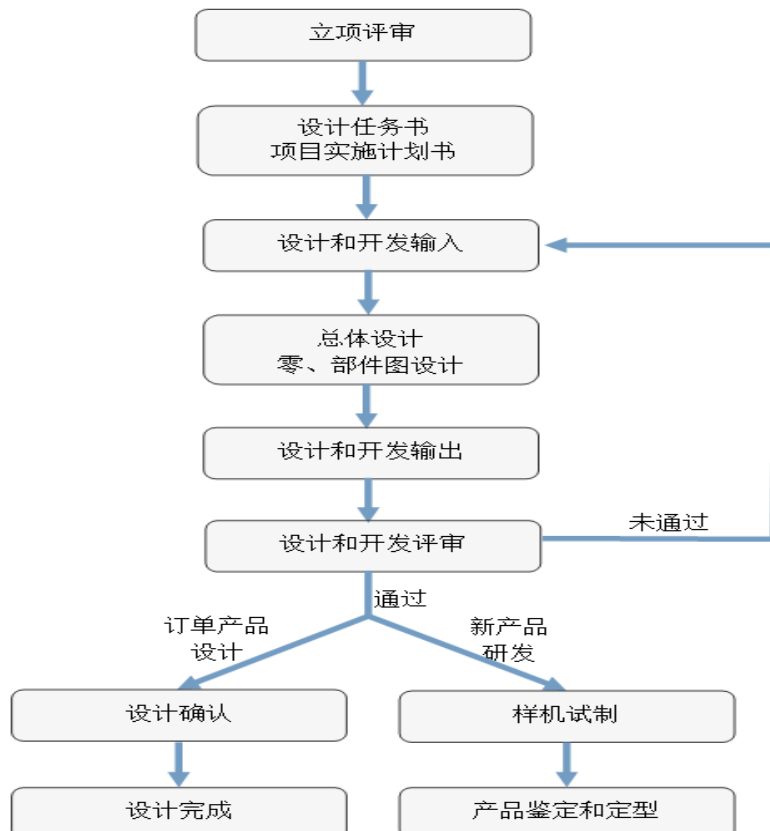 立项评审
设计任务书
项目实施计划书
设计和开发输入
总体设计
零、部件图设计
设计和开发输出
设计和开发评审
未通过
通过
订单产品
设计
新产品
研发
设计确认
样机试制
设计完成
产品鉴定和定型